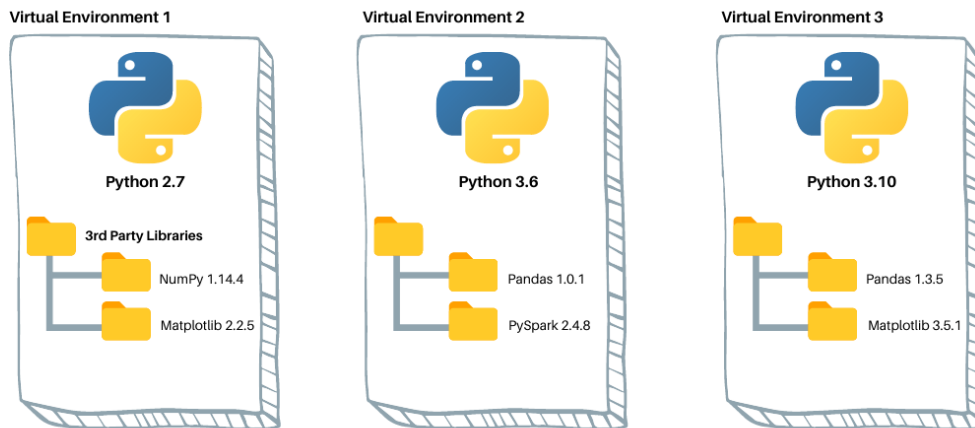 Virtual Environment 1
Python 2.7
3rd Party Libraries
NumPy 1.14.4
Matplotlib 2.2.5
Virtual Environment 2
Python 3.6
Pandas 1.0.1
PySpark 2.4.8
Virtual Environment 3
Python 3.10
Pandas 1.3.5
Matplotlib 3.5.1